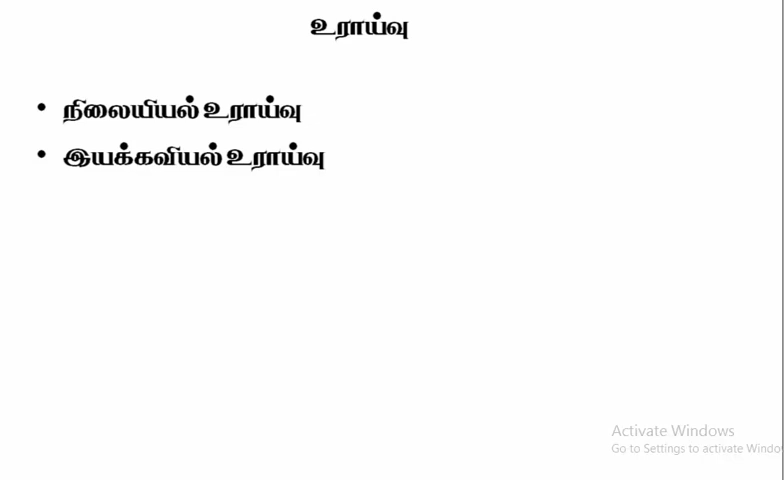 உராய்வு
• நிலையியல் உராய்வு
• இயக்கவியல் உராய்வு
Activate Windows
Go to Settings to activate Windo